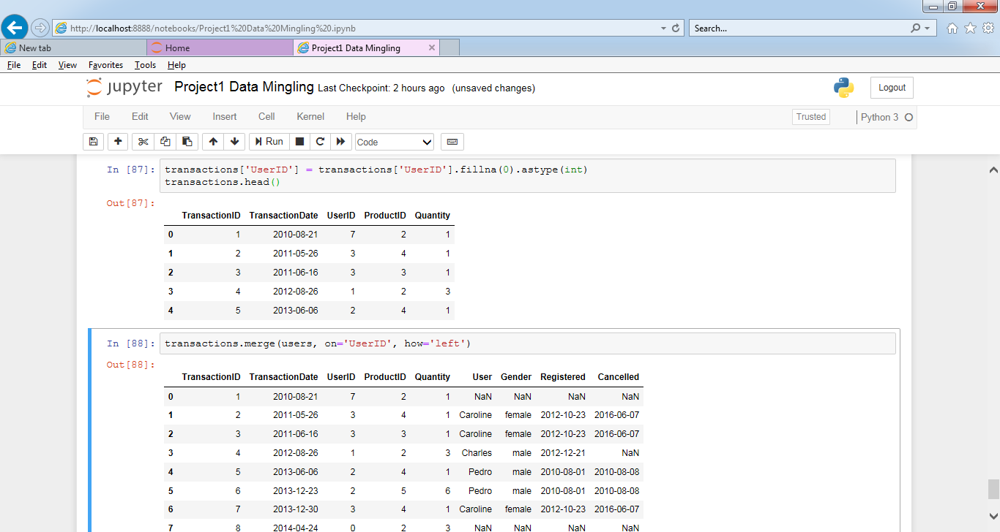 http://localhost:8888/notebooks/Project1%20Data%20Mingling%20.ipynb
Search...
New tab
Home
Project1 Data Mingling
File Edit View Favorites Tools Help
jupyter Project1 Data Mingling Last Checkpoint: 2 hours ago (unsaved changes)
Logout
File Edit View Insert Cell Kernel Help
Trusted
Python 3
Run
Code
In [87]: transactions['UserID'] = transactions['UserID'].fillna(0).astype(int)
transactions.head()
Out[87]:
TransactionID TransactionDate UserID ProductID Quantity
0 1 2010-08-21 7 2 1
1 2 2011-05-26 3 4 1
2 3 2011-06-16 3 3 1
3 4 2012-08-26 1 2 3
4 5 2013-06-06 2 4 1
In [88]: transactions.merge(users, on='UserID', how='left')
Out[88]:
TransactionID TransactionDate UserID ProductID Quantity User Gender Registered Cancelled
0 1 2010-08-21 7 2 1 NaN NaN NaN NaN
1 2 2011-05-26 3 4 1 Caroline female 2012-10-23 2016-06-07
2 3 2011-06-16 3 3 1 Caroline female 2012-10-23 2016-06-07
3 4 2012-08-26 1 2 3 Charles male 2012-12-21 NaN
4 5 2013-06-06 2 4 1 Pedro male 2010-08-01 2010-08-08
5 6 2013-12-23 2 5 6 Pedro male 2010-08-01 2010-08-08
6 7 2013-12-30 3 4 1 Caroline female 2012-10-23 2016-06-07
7 8 2014-04-24 0 2 3 NaN NaN NaN NaN